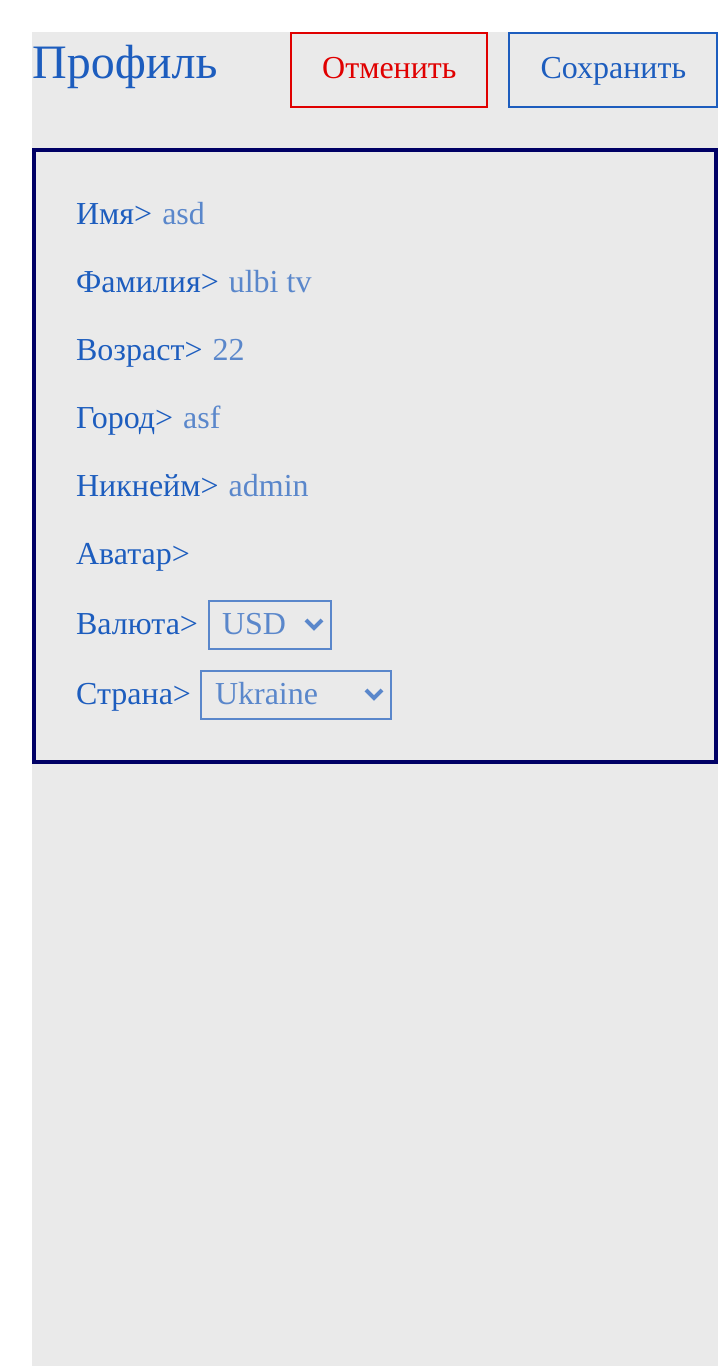 Профиль Отменить Сохранить
Имя> asd
Фамилия> ulbi tv
Возраст> 22
Город> asf
Никнейм> admin
Аватар>
Валюта> USD
Страна> Ukraine